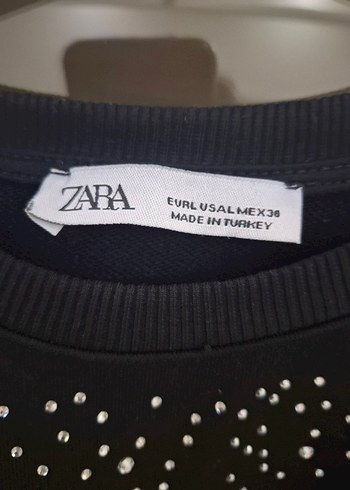 ZARA
EUR L USA L MEX 36
MADE IN TURKEY